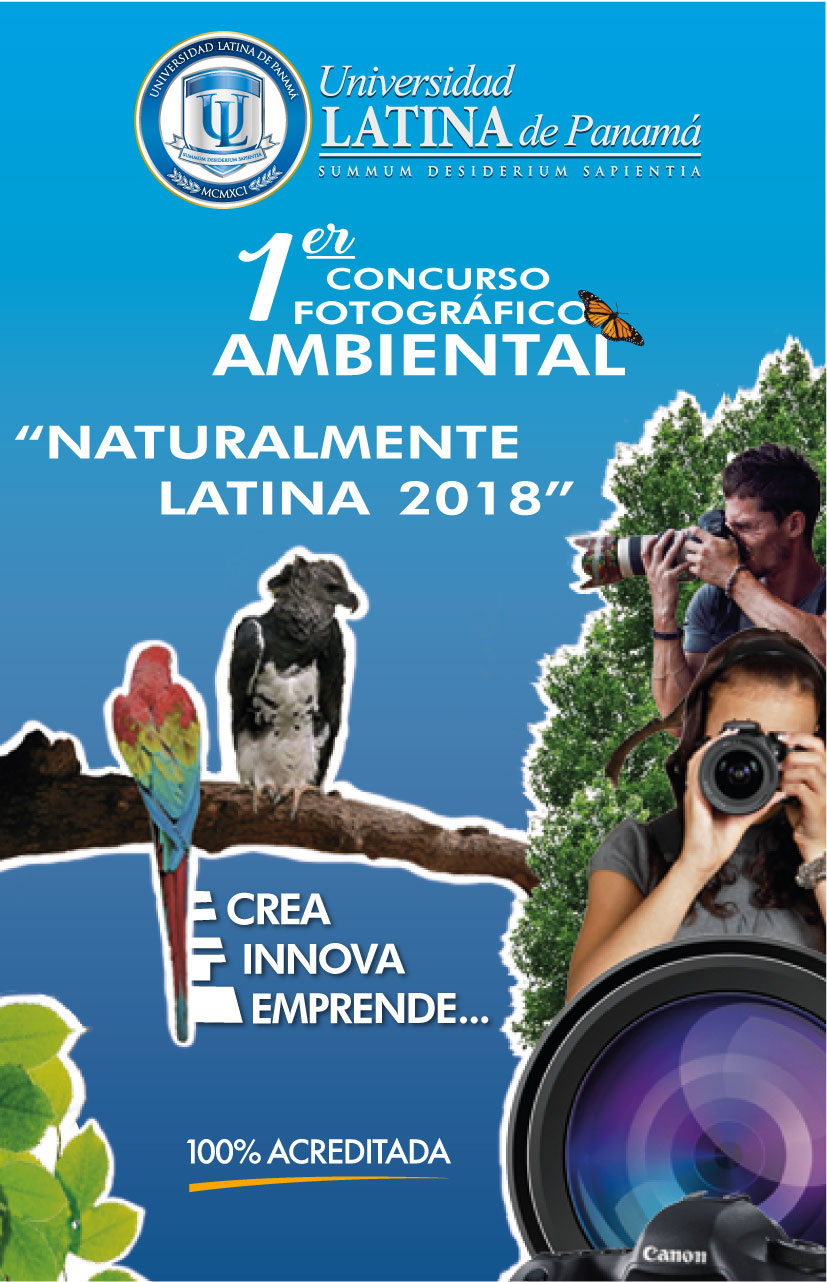 UNIVERSIDAD LATINA DE PANAMÁ
UL
SUMMUM DESIDERIUM SAPIENTIA
MCMXCI
Universidad
LATINA de Panamá
SUMMUM DESIDERIUM SAPIENTIA
1er
CONCURSO
FOTOGRÁFICO
AMBIENTAL
“NATURALMENTE
LATINA 2018”
CREA
INNOVA
EMPRENDE...
100% ACREDITADA
Canon